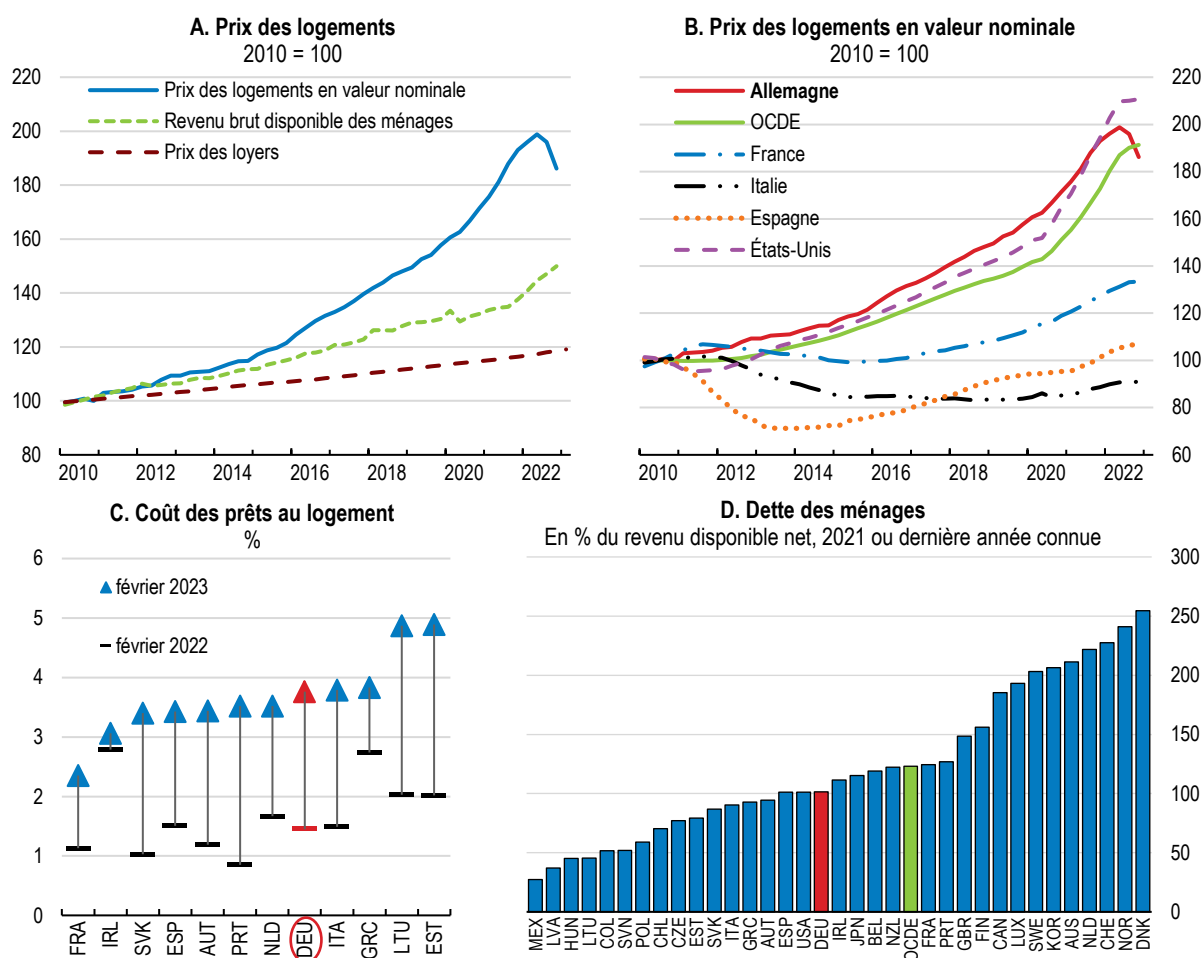 A. Prix des logements
2010 = 100
220
200
180
160
140
120
100
80
Prix des logements en valeur nominale
Revenu brut disponible des ménages
Prix des loyers
2010 2012 2014 2016 2018 2020 2022
B. Prix des logements en valeur nominale
2010 = 100
Allemagne
OCDE
France
Italie
Espagne
États-Unis
220
200
180
160
140
120
100
80
60
2010 2012 2014 2016 2018 2020 2022
C. Coût des prêts au logement
%
6
5
4
3
2
1
0
février 2023
février 2022
FRA IRL SVK ESP AUT PRT NLD DEU ITA GRC LTU EST
D. Dette des ménages
En % du revenu disponible net, 2021 ou dernière année connue
300
250
200
150
100
50
0
MEX LVA HUN LTU COL SVN POL CHL CZE EST SVK ITA GRC AUT ESP USA DEU IRL JPN BEL NZL OCDE FRA PRT GBR FIN CAN LUX SWE KOR AUS NLD CHE NOR DNK